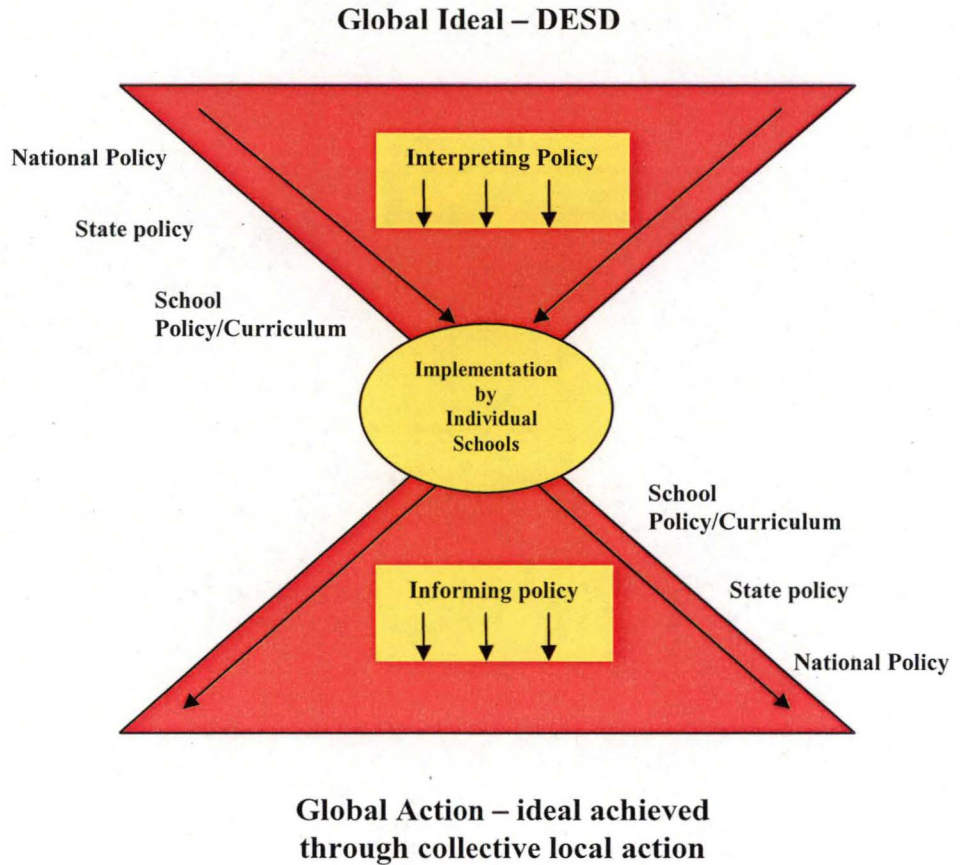 Global Ideal – DESD
National Policy
Interpreting Policy
State policy
School
Policy/Curriculum
Implementation
by
Individual
Schools
School
Policy/Curriculum
Informing policy
State policy
National Policy
Global Action – ideal achieved
through collective local action